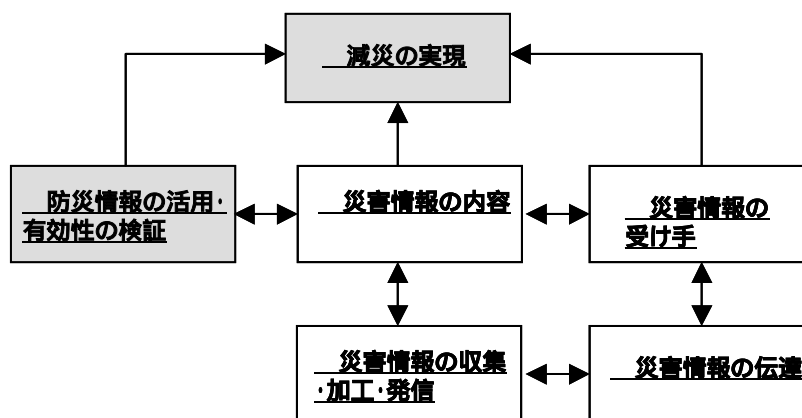 減災の実現
防災情報の活用・
有効性の検証
災害情報の内容
災害情報の
受け手
災害情報の収集
・加工・発信
災害情報の伝達